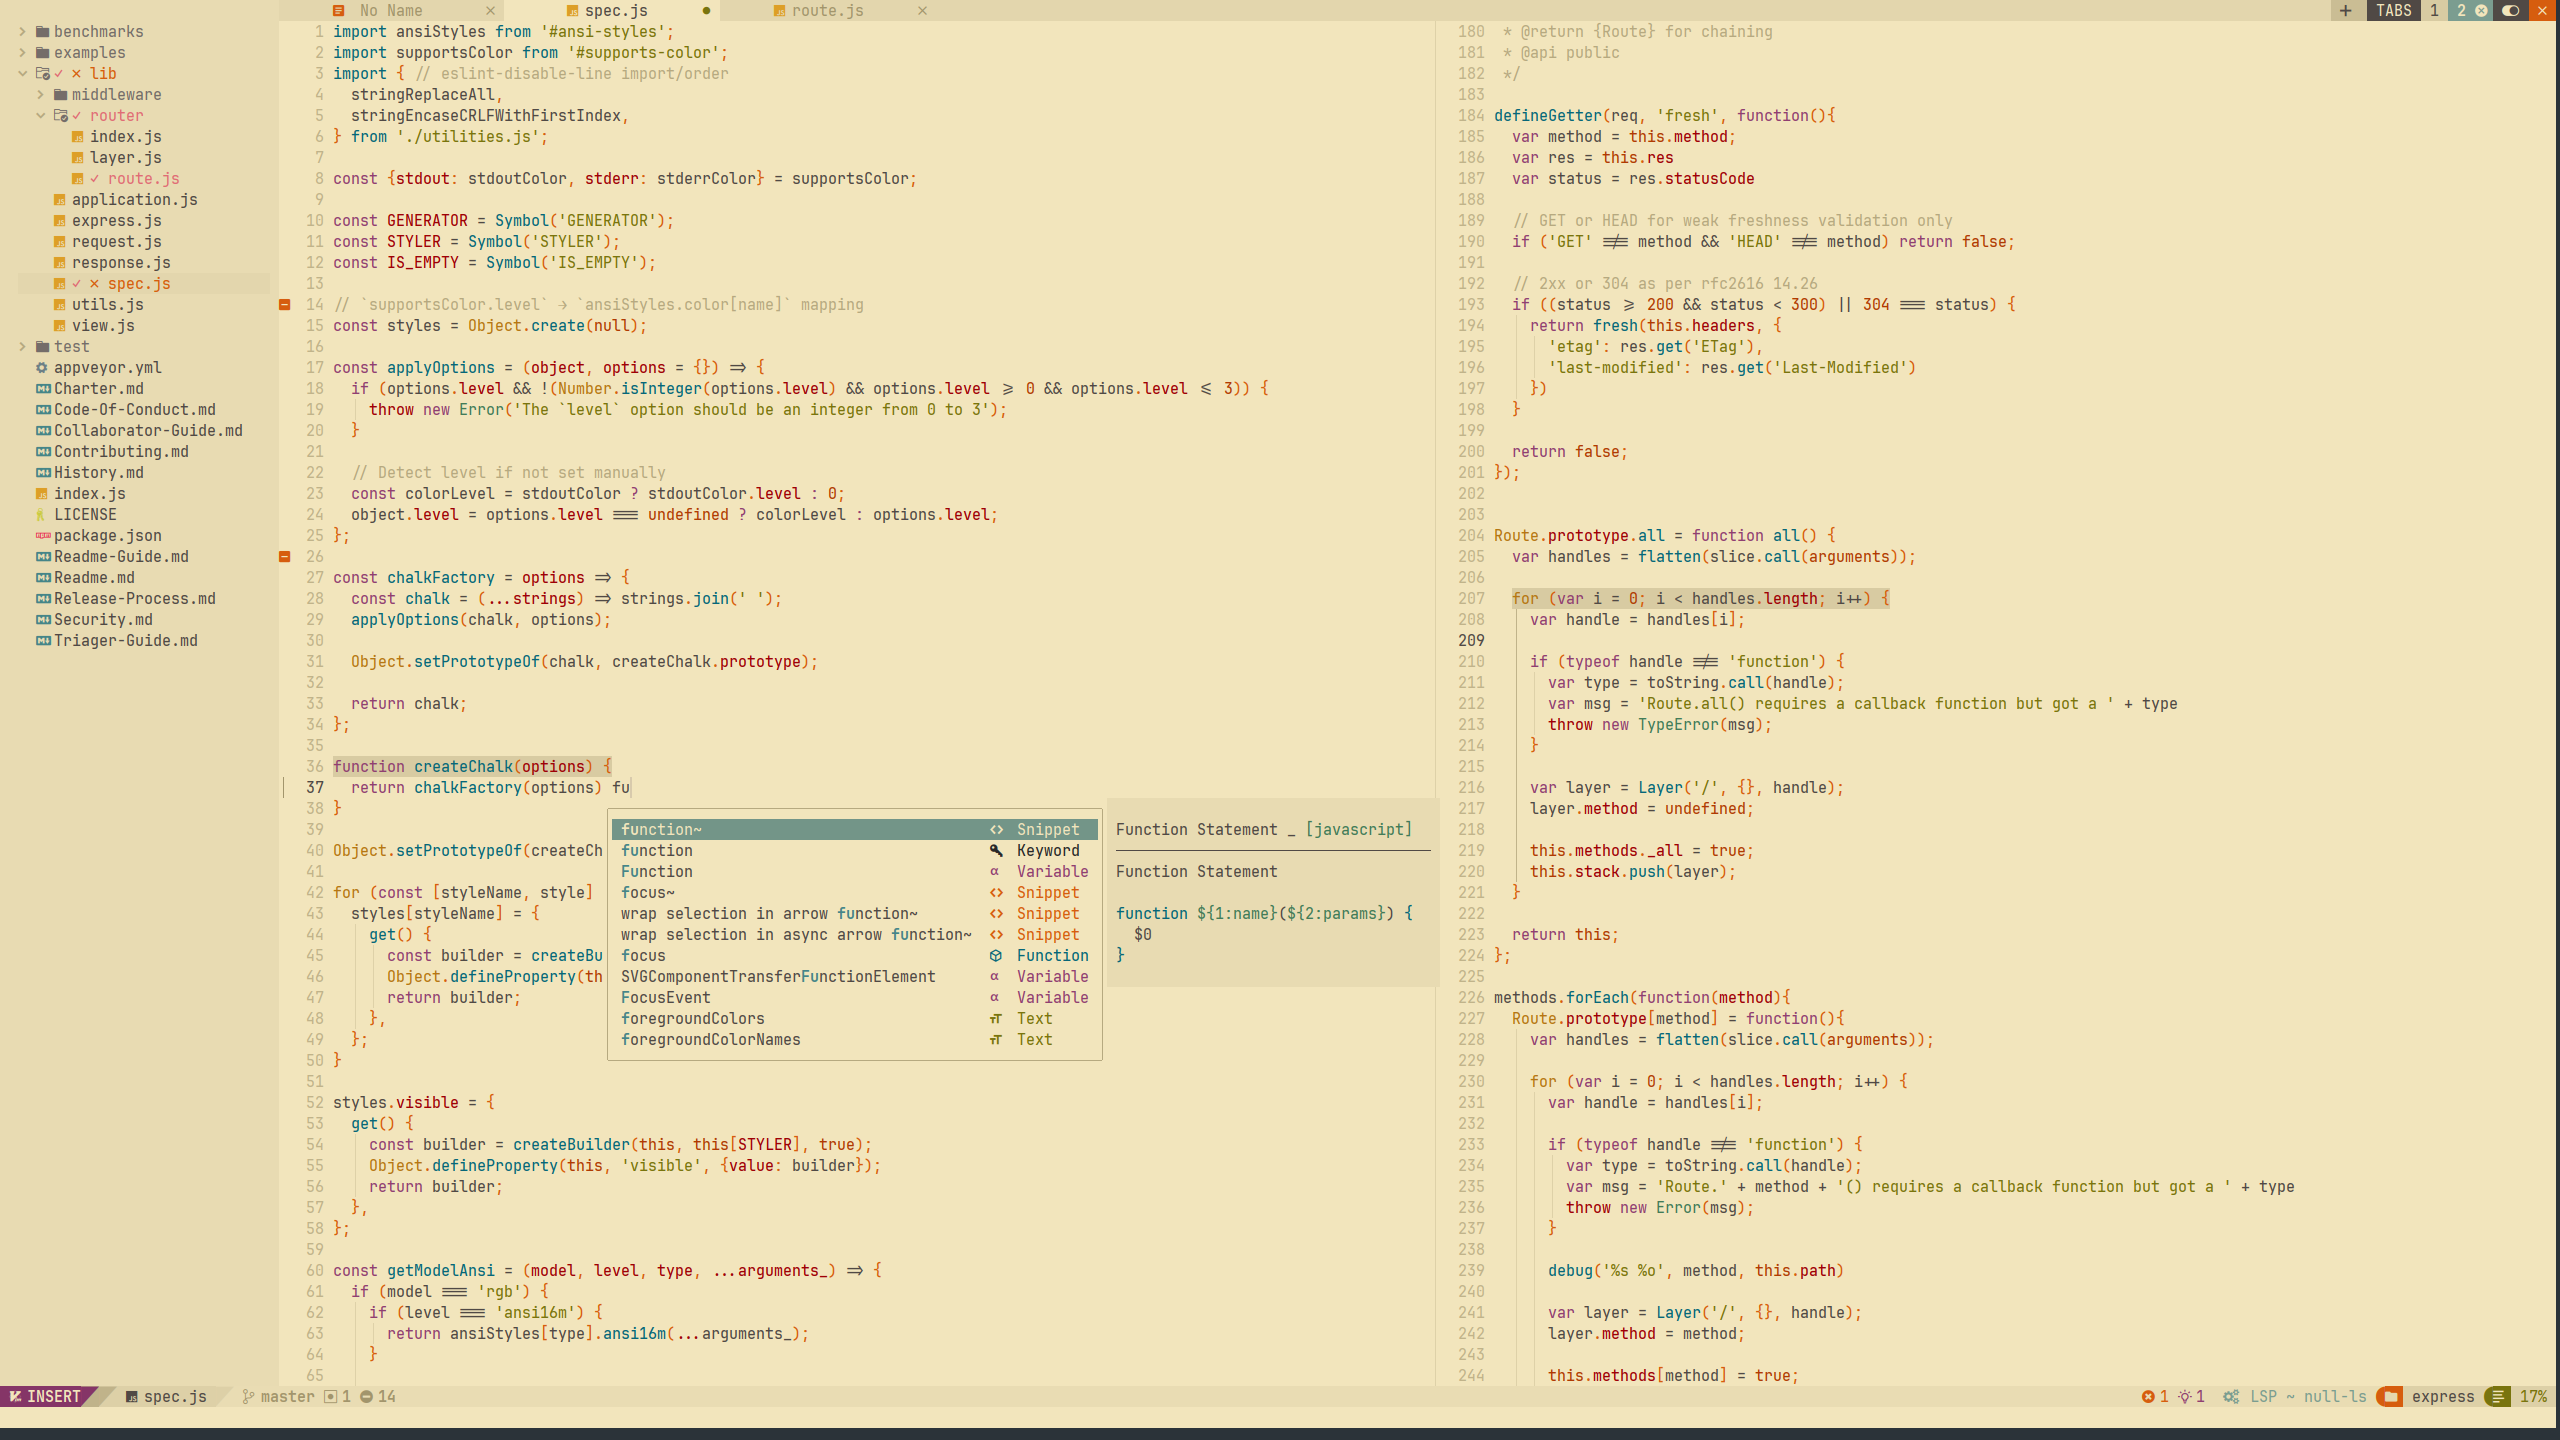 No Name
spec.js
route.js
TABS 1 2
benchmarks
examples
lib
middleware
router
index.js
layer.js
route.js
application.js
express.js
request.js
response.js
spec.js
utils.js
view.js
test
appveyor.yml
Charter.md
Code-Of-Conduct.md
Collaborator-Guide.md
Contributing.md
History.md
index.js
LICENSE
package.json
Readme-Guide.md
Readme.md
Release-Process.md
Security.md
Triager-Guide.md
1 import ansiStyles from '#ansi-styles';
2 import supportsColor from '#supports-color';
3 import { // eslint-disable-line import/order
4   stringReplaceAll,
5   stringEncaseCRLFWithFirstIndex,
6 } from './utilities.js';
7
8 const {stdout: stdoutColor, stderr: stderrColor} = supportsColor;
9
10 const GENERATOR = Symbol('GENERATOR');
11 const STYLER = Symbol('STYLER');
12 const IS_EMPTY = Symbol('IS_EMPTY');
13
14 // `supportsColor.level` → `ansiStyles.color[name]` mapping
15 const styles = Object.create(null);
16
17 const applyOptions = (object, options = {}) => {
18   if (options.level && !(Number.isInteger(options.level) && options.level >= 0 && options.level <= 3)) {
19     throw new Error('The `level` option should be an integer from 0 to 3');
20   }
21
22   // Detect level if not set manually
23   const colorLevel = stdoutColor ? stdoutColor.level : 0;
24   object.level = options.level === undefined ? colorLevel : options.level;
25 };
26
27 const chalkFactory = options => {
28   const chalk = (...strings) => strings.join(' ');
29   applyOptions(chalk, options);
30
31   Object.setPrototypeOf(chalk, createChalk.prototype);
32
33   return chalk;
34 };
35
36 function createChalk(options) {
37   return chalkFactory(options) fu
38 }
39
40 Object.setPrototypeOf(createCh
41
42 for (const [styleName, style]
43   styles[styleName] = {
44     get() {
45       const builder = createBu
46       Object.defineProperty(th
47       return builder;
48     },
49   };
50 }
51
52 styles.visible = {
53   get() {
54     const builder = createBuilder(this, this[STYLER], true);
55     Object.defineProperty(this, 'visible', {value: builder});
56     return builder;
57   },
58 };
59
60 const getModelAnsi = (model, level, type, ...arguments_) => {
61   if (model === 'rgb') {
62     if (level === 'ansi16m') {
63       return ansiStyles[type].ansi16m(...arguments_);
64     }
65
function~ Snippet
function Keyword
Function Variable
focus~ Snippet
wrap selection in arrow function~ Snippet
wrap selection in async arrow function~ Snippet
focus Function
SVGComponentTransferFunctionElement Variable
FocusEvent Variable
foregroundColors Text
foregroundColorNames Text
Function Statement _ [javascript]
Function Statement
function ${1:name}(${2:params}) {
  $0
}
180  * @return {Route} for chaining
181  * @api public
182  */
183
184 defineGetter(req, 'fresh', function(){
185   var method = this.method;
186   var res = this.res
187   var status = res.statusCode
188
189   // GET or HEAD for weak freshness validation only
190   if ('GET' !== method && 'HEAD' !== method) return false;
191
192   // 2xx or 304 as per rfc2616 14.26
193   if ((status >= 200 && status < 300) || 304 === status) {
194     return fresh(this.headers, {
195       'etag': res.get('ETag'),
196       'last-modified': res.get('Last-Modified')
197     })
198   }
199
200   return false;
201 });
202
203
204 Route.prototype.all = function all() {
205   var handles = flatten(slice.call(arguments));
206
207   for (var i = 0; i < handles.length; i++) {
208     var handle = handles[i];
209
210     if (typeof handle !== 'function') {
211       var type = toString.call(handle);
212       var msg = 'Route.all() requires a callback function but got a ' + type
213       throw new TypeError(msg);
214     }
215
216     var layer = Layer('/', {}, handle);
217     layer.method = undefined;
218
219     this.methods._all = true;
220     this.stack.push(layer);
221   }
222
223   return this;
224 };
225
226 methods.forEach(function(method){
227   Route.prototype[method] = function(){
228     var handles = flatten(slice.call(arguments));
229
230     for (var i = 0; i < handles.length; i++) {
231       var handle = handles[i];
232
233       if (typeof handle !== 'function') {
234         var type = toString.call(handle);
235         var msg = 'Route.' + method + '() requires a callback function but got a ' + type
236         throw new Error(msg);
237       }
238
239       debug('%s %o', method, this.path)
240
241       var layer = Layer('/', {}, handle);
242       layer.method = method;
243
244       this.methods[method] = true;
INSERT spec.js master 1 14
1 1 LSP ~ null-ls express 17%